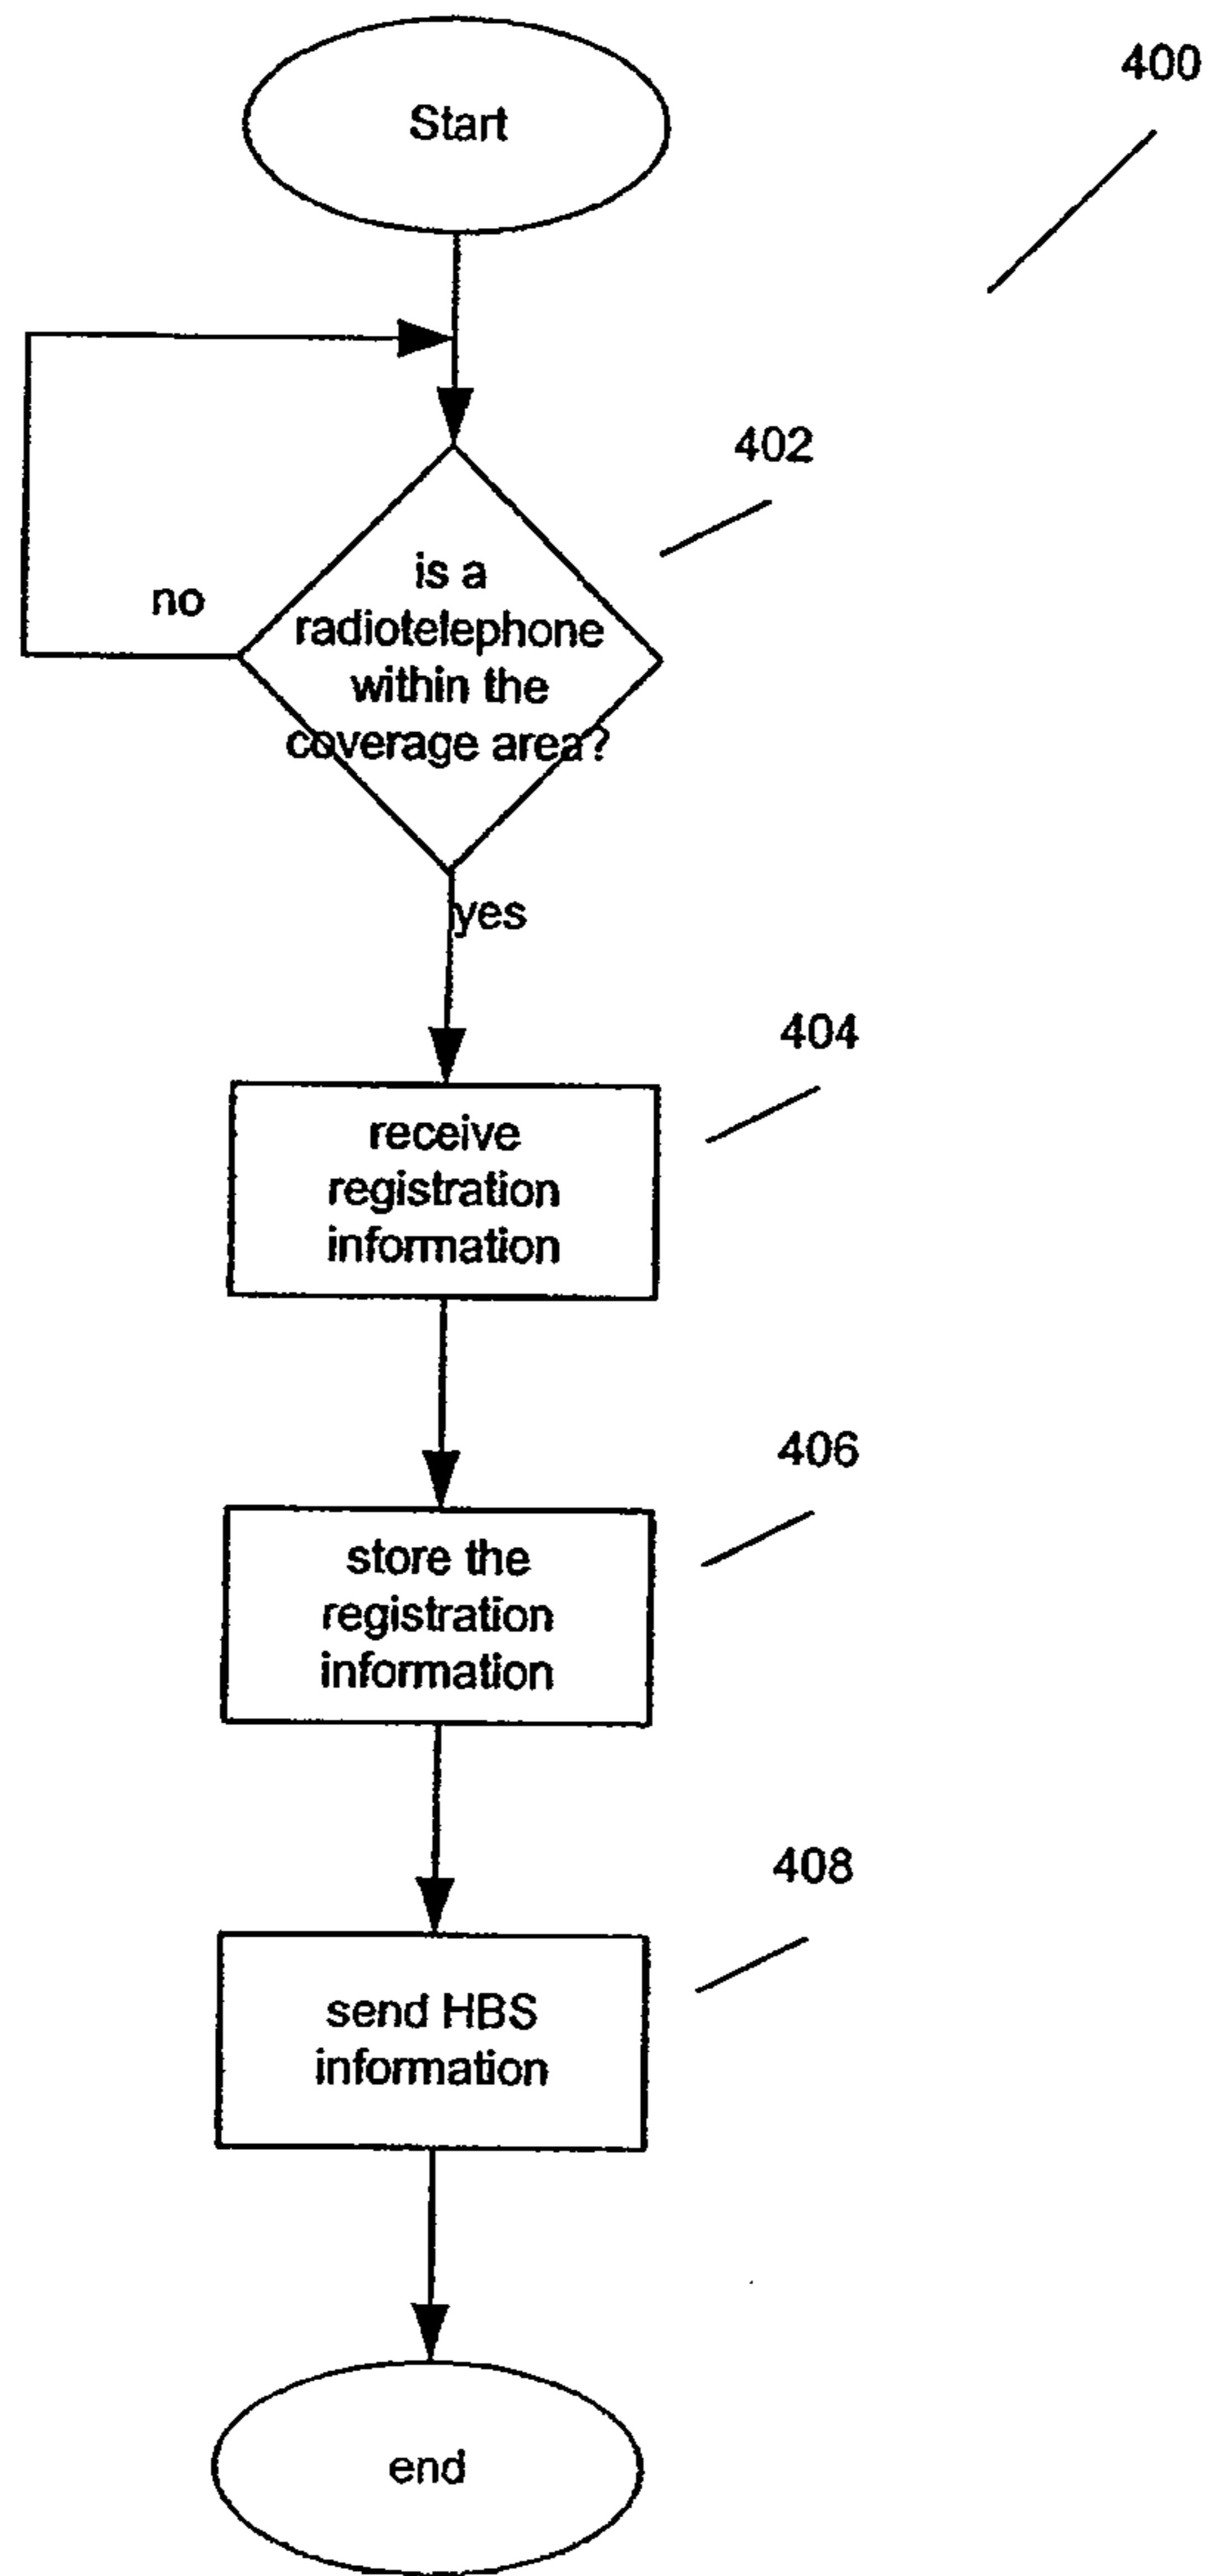 Start
400
402
is a
radiotelephone
within the
coverage area?
no
yes
404
receive
registration
information
406
store the
registration
information
408
send HBS
information
end